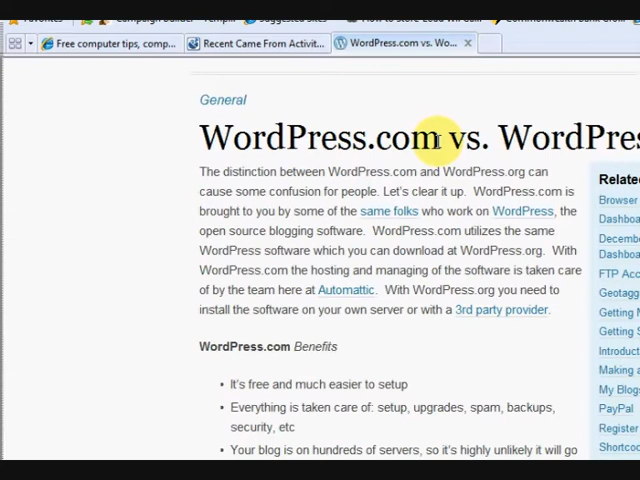 Free computer tips, comp...
Recent Came From Activit...
WordPress.com vs. Wo...
General
WordPress.com vs. WordPres
The distinction between WordPress.com and WordPress.org can
cause some confusion for people. Let's clear it up. WordPress.com is
brought to you by some of the same folks who work on WordPress, the
open source blogging software. WordPress.com utilizes the same
WordPress software which you can download at WordPress.org. With
WordPress.com the hosting and managing of the software is taken care
of by the team here at Automattic. With WordPress.org you need to
install the software on your own server or with a 3rd party provider.
WordPress.com Benefits
• It's free and much easier to setup
• Everything is taken care of: setup, upgrades, spam, backups,
security, etc
• Your blog is on hundreds of servers, so it's highly unlikely it will go
Related
Browser
Dashboa
Decembe
Dashboa
FTP Acc
Geotagg
Getting M
Getting S
Introduct
Making a
My Blogs
PayPal
Register
Shortcod